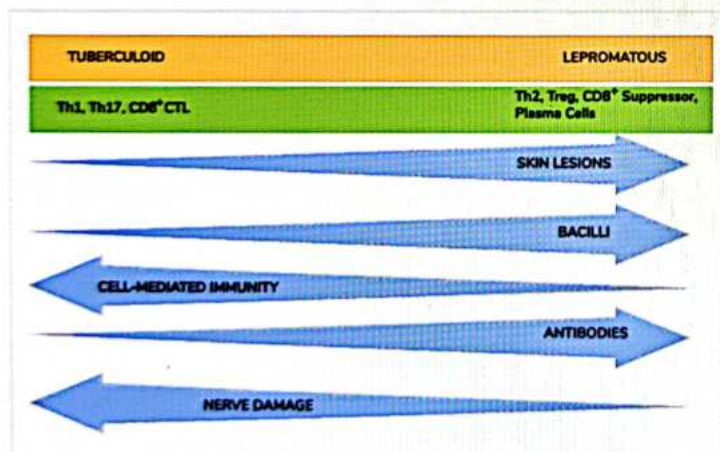 TUBERCULOID
LEPROMATOUS
Th1, Th17, CD8⁺ CTL
Th2, Treg, CD8⁺ Suppressor,
Plasma Cells
SKIN LESIONS
BACILLI
CELL-MEDIATED IMMUNITY
ANTIBODIES
NERVE DAMAGE